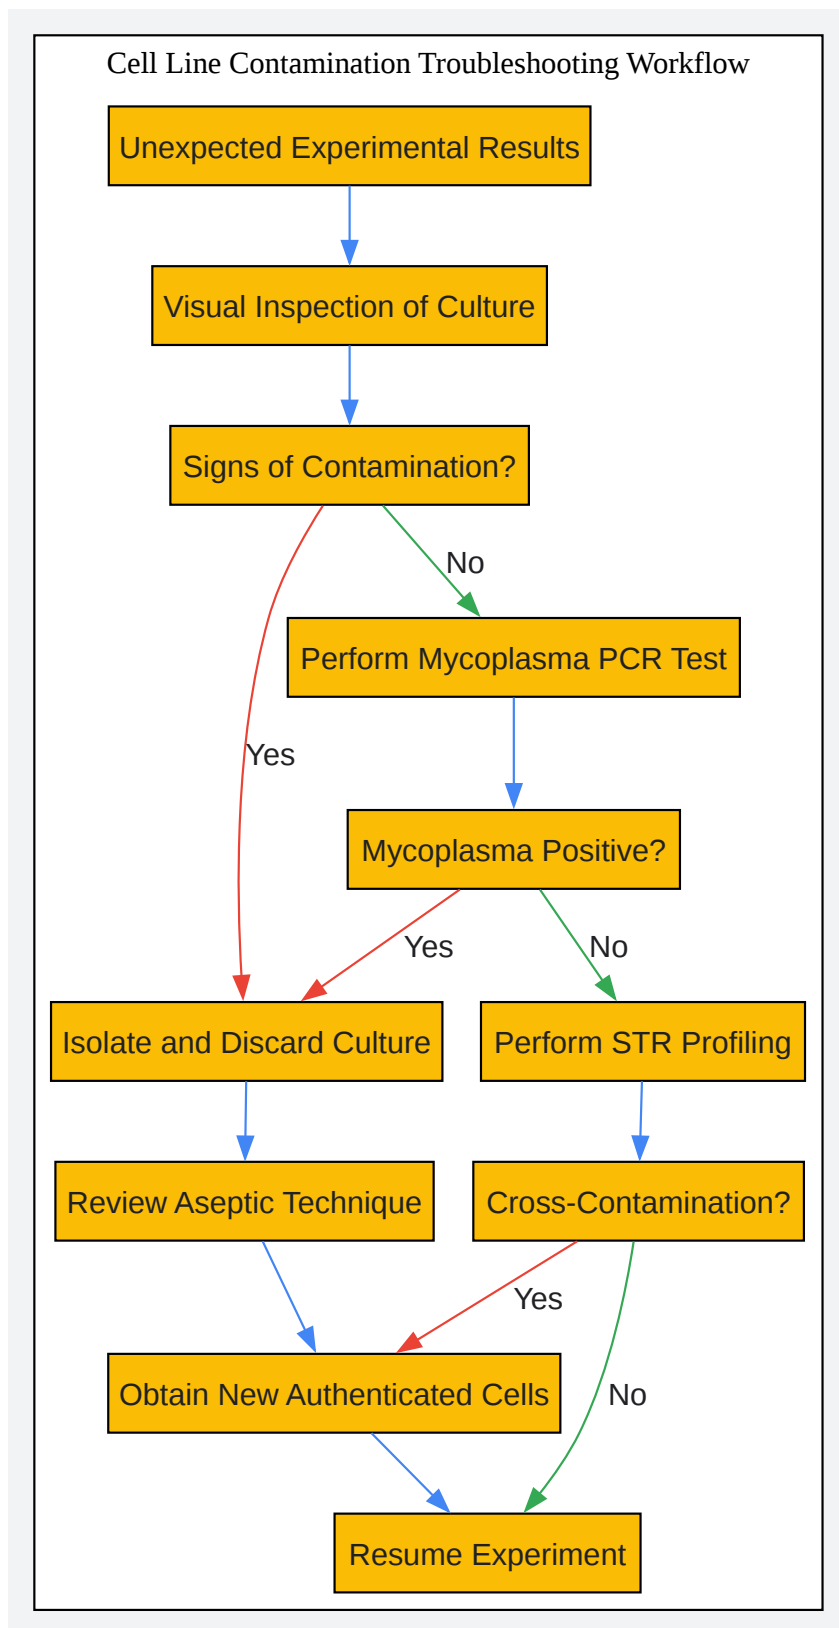 Cell Line Contamination Troubleshooting Workflow
Unexpected Experimental Results
Visual Inspection of Culture
Signs of Contamination?
No
Perform Mycoplasma PCR Test
Yes
Mycoplasma Positive?
Yes
No
Isolate and Discard Culture
Perform STR Profiling
Review Aseptic Technique
Cross-Contamination?
Yes
Obtain New Authenticated Cells
No
Resume Experiment